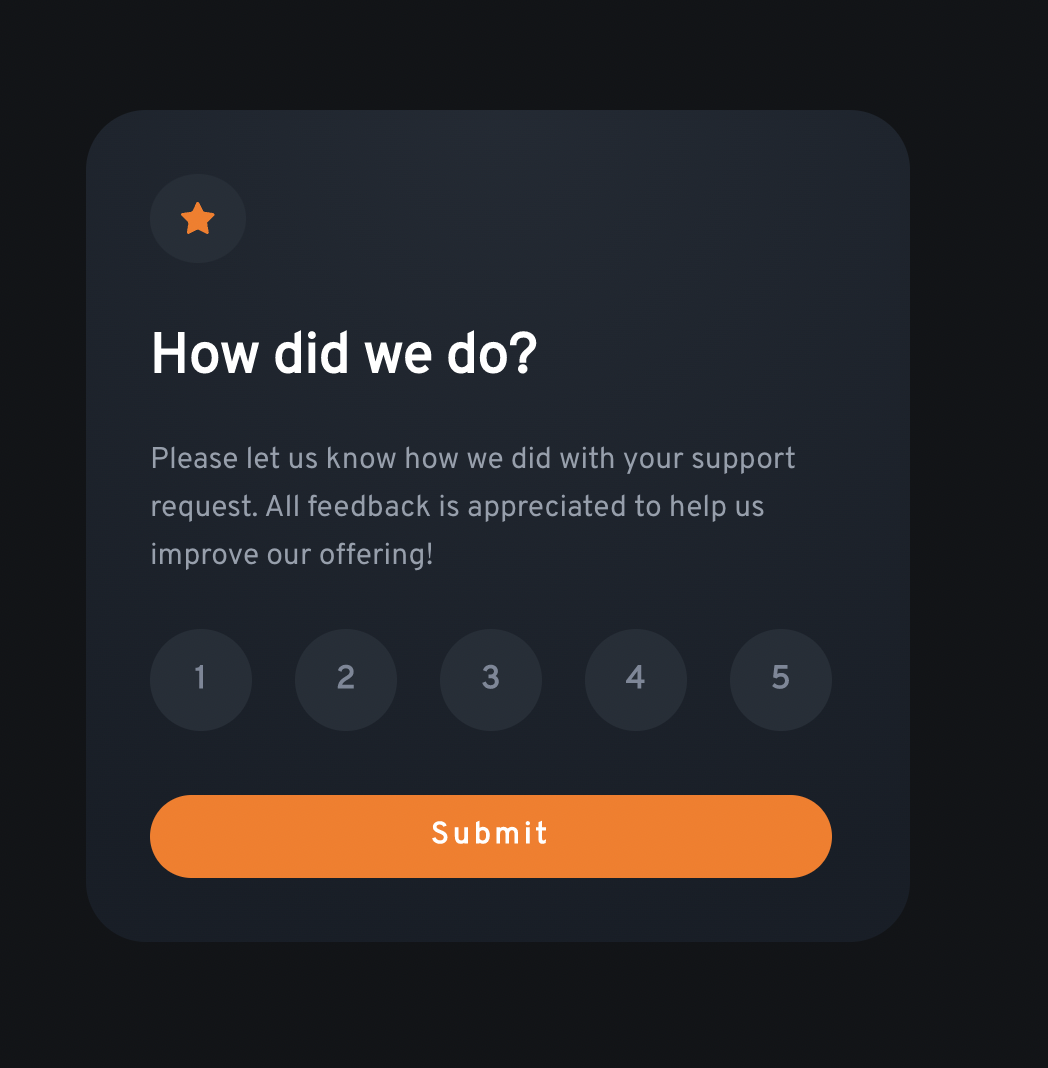 How did we do?
Please let us know how we did with your support
request. All feedback is appreciated to help us
improve our offering!
1 2 3 4 5
Submit